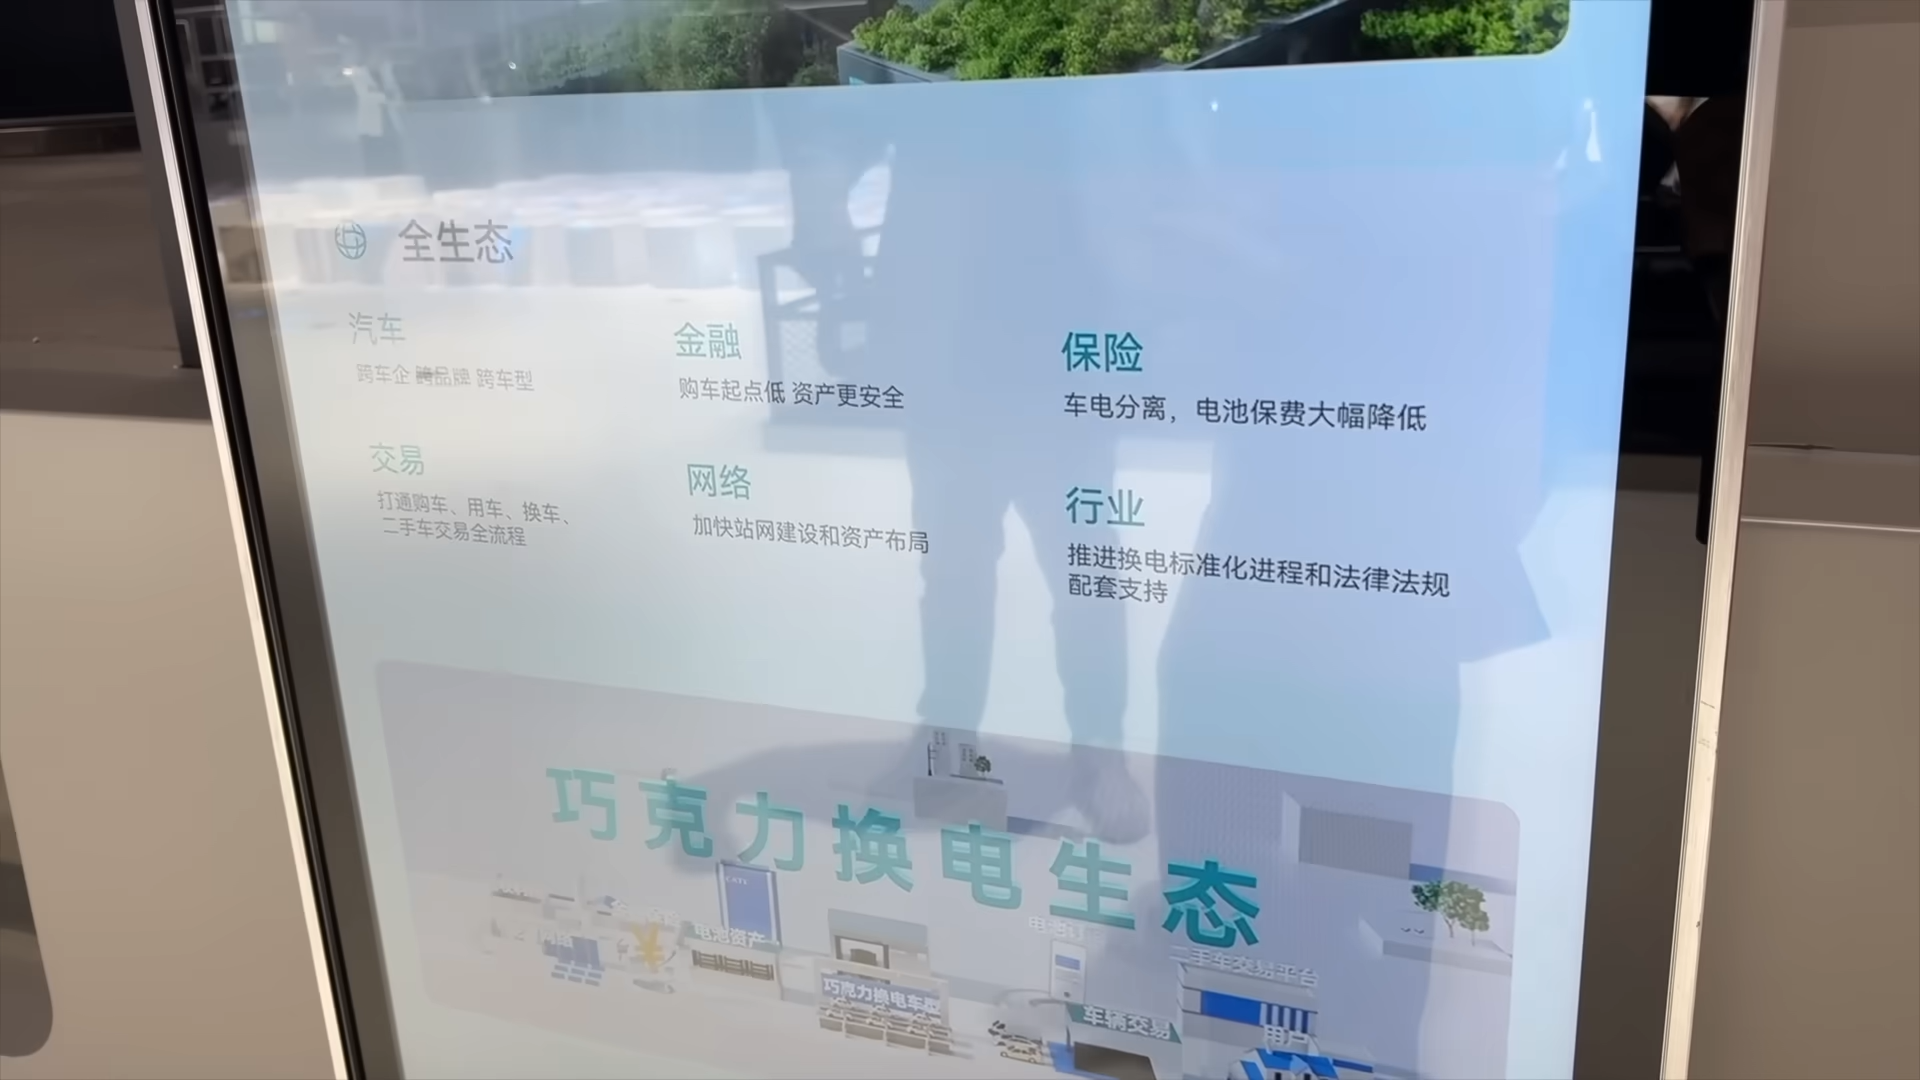 全生态
汽车
跨车企 跨品牌 跨车型
金融
购车起点低 资产更安全
保险
车电分离，电池保费大幅降低
交易
打通购车、用车、换车、
二手车交易全流程
网络
加快站网建设和资产布局
行业
推进换电标准化进程和法律法规
配套支持
巧克力换电生态
CATL
电池资产
巧克力换电车型
二手车交易平台
车辆交易
用户